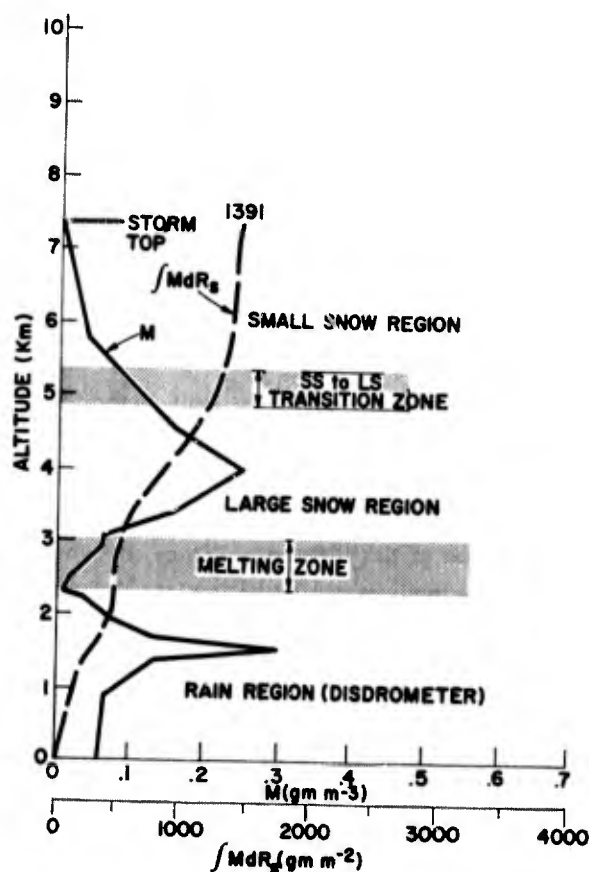 10
9
8
7
6
5
4
3
2
1
0
ALTITUDE (Km)
1391
STORM
TOP
∫MdRs
SMALL SNOW REGION
M
SS to LS
TRANSITION ZONE
LARGE SNOW REGION
MELTING ZONE
RAIN REGION (DISDROMETER)
0 .1 .2 .3 .4 .5 .6 .7
M(gm m-3)
0 1000 2000 3000 4000
∫MdRs(gm m-2)